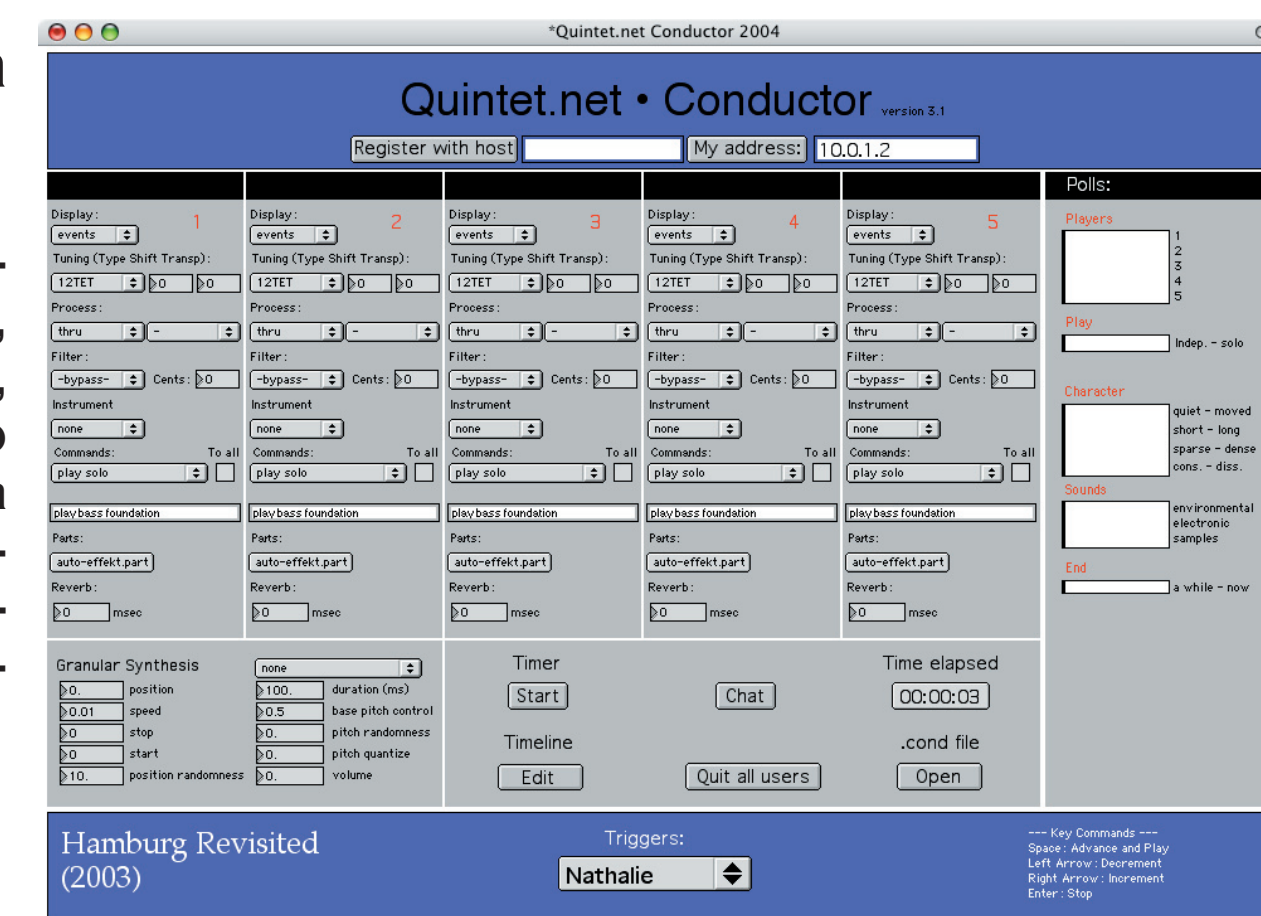 *Quintet.net Conductor 2004
Quintet.net • Conductor version 3.1
Register with host My address: 10.0.1.2
Polls:
Display: 1 Display: 2 Display: 3 Display: 4 Display: 5
events events events events events
Tuning (Type Shift Transp): Tuning (Type Shift Transp): Tuning (Type Shift Transp): Tuning (Type Shift Transp): Tuning (Type Shift Transp):
12TET 0 0 12TET 0 0 12TET 0 0 12TET 0 0 12TET 0 0
Process: Process: Process: Process: Process:
thru - thru - thru - thru - thru -
Filter: Filter: Filter: Filter: Filter:
-bypass- Cents: 0 -bypass- Cents: 0 -bypass- Cents: 0 -bypass- Cents: 0 -bypass- Cents: 0
Instrument Instrument Instrument Instrument Instrument
none none none none none
Commands: To all Commands: To all Commands: To all Commands: To all Commands: To all
play solo play solo play solo play solo play solo
play bass foundation play bass foundation play bass foundation play bass foundation play bass foundation
Parts: Parts: Parts: Parts: Parts:
auto-effekt.part auto-effekt.part auto-effekt.part auto-effekt.part auto-effekt.part
Reverb: Reverb: Reverb: Reverb: Reverb:
0 msec 0 msec 0 msec 0 msec 0 msec
Players
1
2
3
4
5
Play
Indep. - solo
Character
quiet - moved
short - long
sparse - dense
cons. - diss.
Sounds
environmental
electronic
samples
End
a while - now
Granular Synthesis none
0. position 100. duration (ms)
0.01 speed 0.5 base pitch control
0 stop 0. pitch randomness
0 start 0. pitch quantize
10. position randomness 0. volume
Timer Time elapsed
Start Chat 00:00:03
Timeline .cond file
Edit Quit all users Open
Hamburg Revisited
(2003)
Triggers:
Nathalie
--- Key Commands ---
Space: Advance and Play
Left Arrow: Decrement
Right Arrow: Increment
Enter: Stop